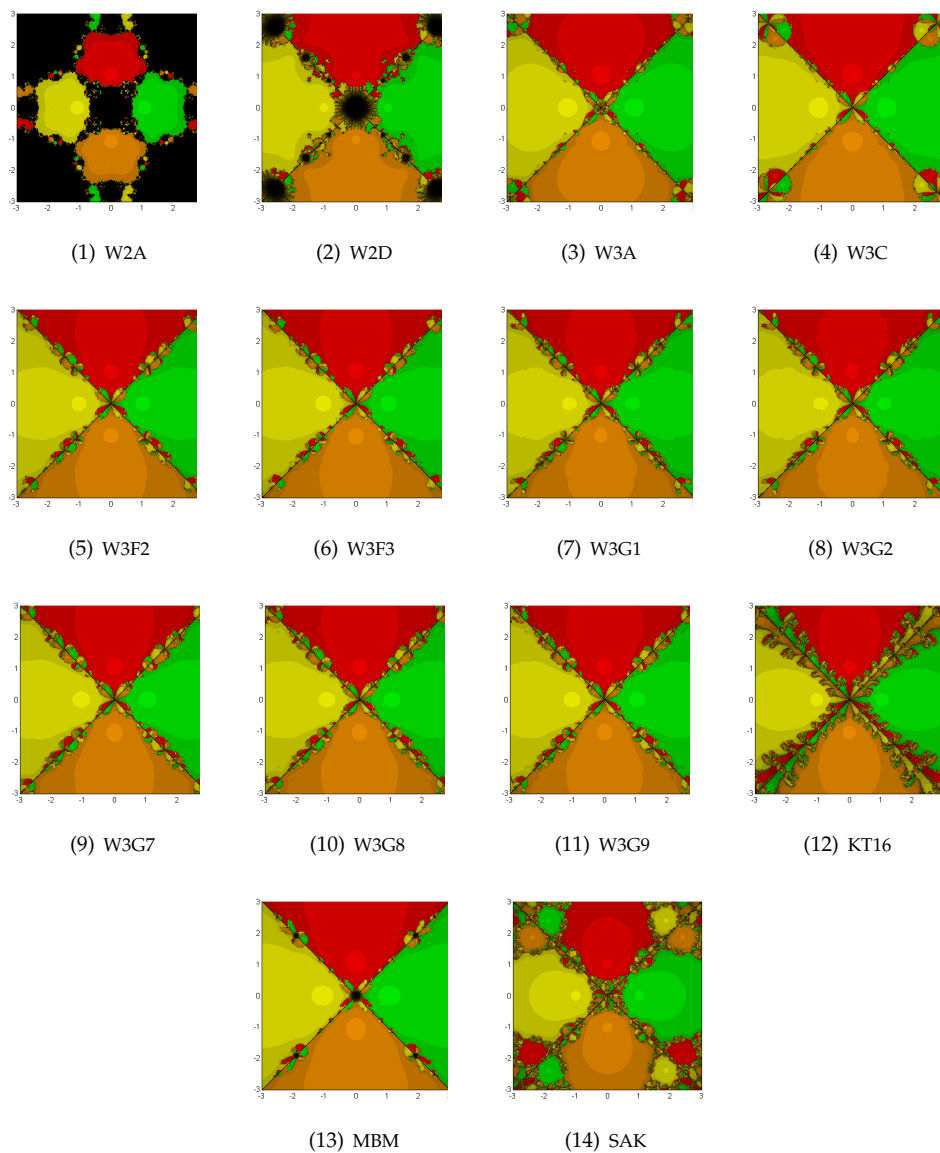 (1) W2A
(2) W2D
(3) W3A
(4) W3C
(5) W3F2
(6) W3F3
(7) W3G1
(8) W3G2
(9) W3G7
(10) W3G8
(11) W3G9
(12) KT16
(13) MBM
(14) SAK